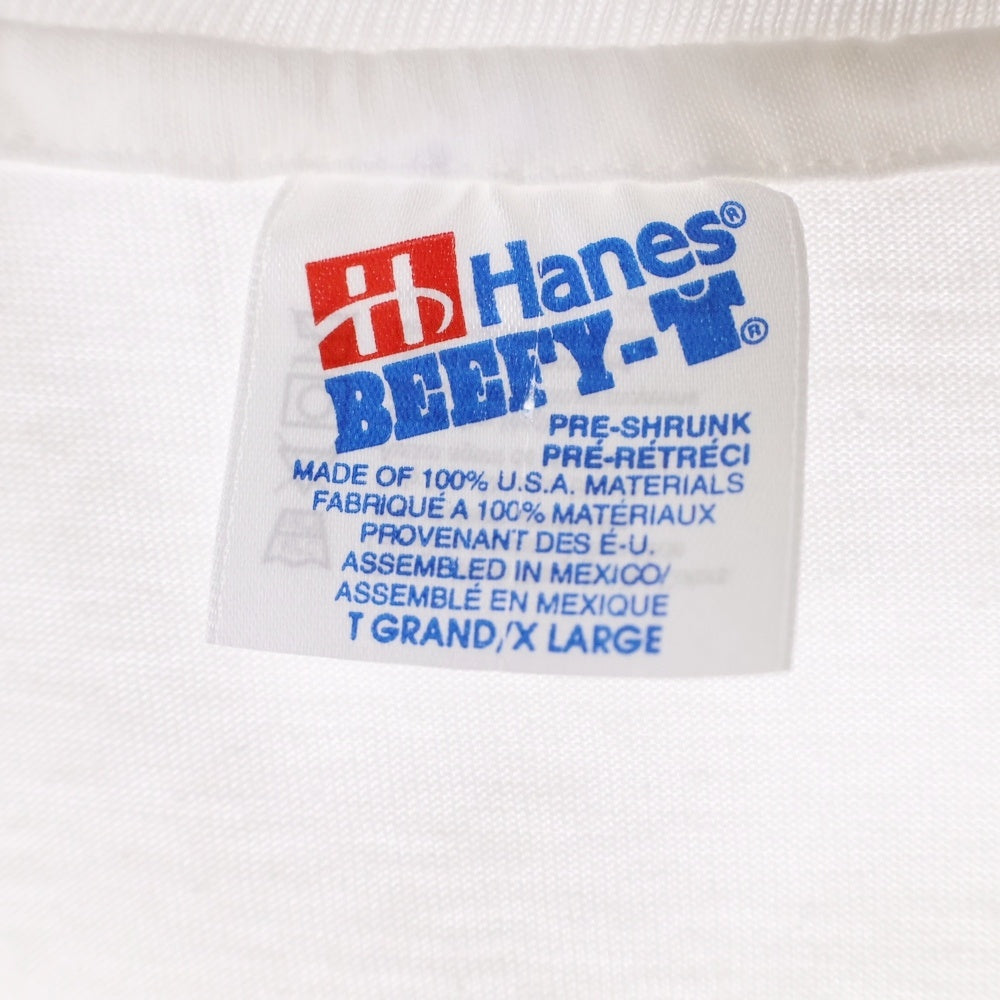 H Hanes®
BEEFY-T®
PRE-SHRUNK
PRÉ-RÉTRÉCI
MADE OF 100% U.S.A. MATERIALS
FABRIQUÉ A 100% MATÉRIAUX
PROVENANT DES É-U.
ASSEMBLED IN MEXICO/
ASSEMBLÉ EN MEXIQUE
T GRAND/X LARGE